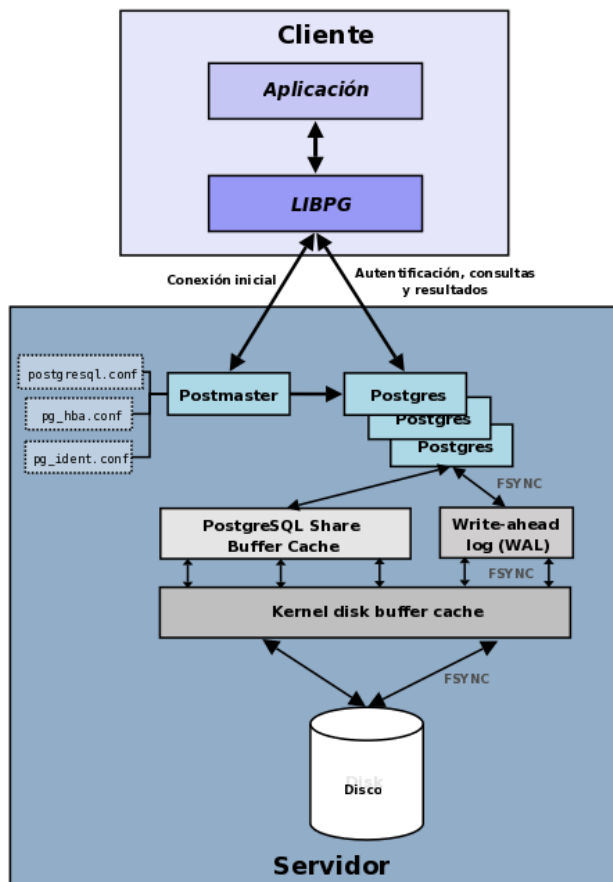 Cliente
Aplicación
LIBPG
Conexión inicial
Autentificación, consultas
y resultados
postgresql.conf
pg_hba.conf
pg_ident.conf
Postmaster
Postgres
Postgres
Postgres
FSYNC
PostgreSQL Share
Buffer Cache
Write-ahead
log (WAL)
FSYNC
Kernel disk buffer cache
FSYNC
Disk
Disco
Servidor